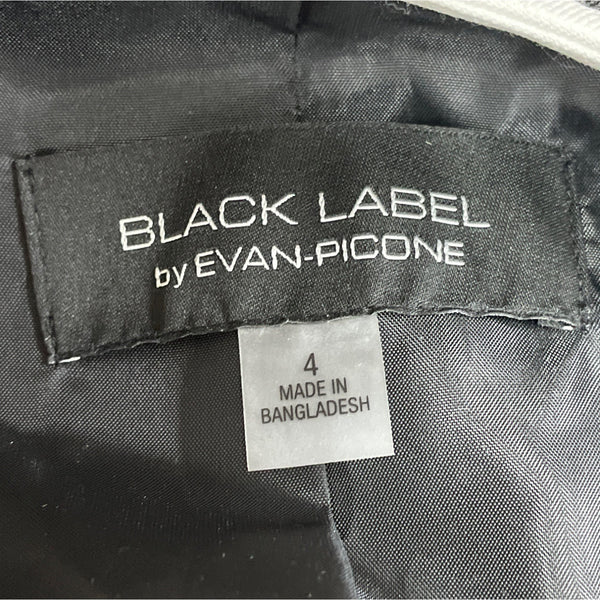 BLACK LABEL
by EVAN-PICONE
4
MADE IN
BANGLADESH